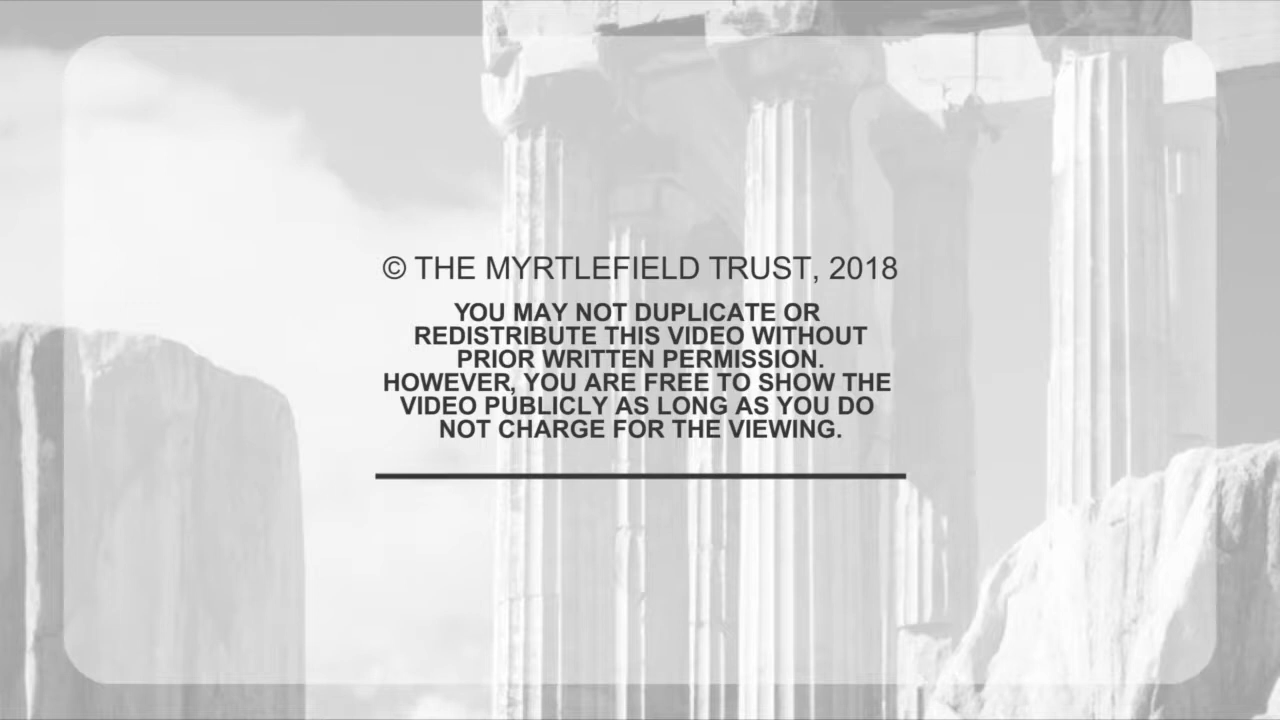 © THE MYRTLEFIELD TRUST, 2018
YOU MAY NOT DUPLICATE OR
REDISTRIBUTE THIS VIDEO WITHOUT
PRIOR WRITTEN PERMISSION.
HOWEVER, YOU ARE FREE TO SHOW THE
VIDEO PUBLICLY AS LONG AS YOU DO
NOT CHARGE FOR THE VIEWING.